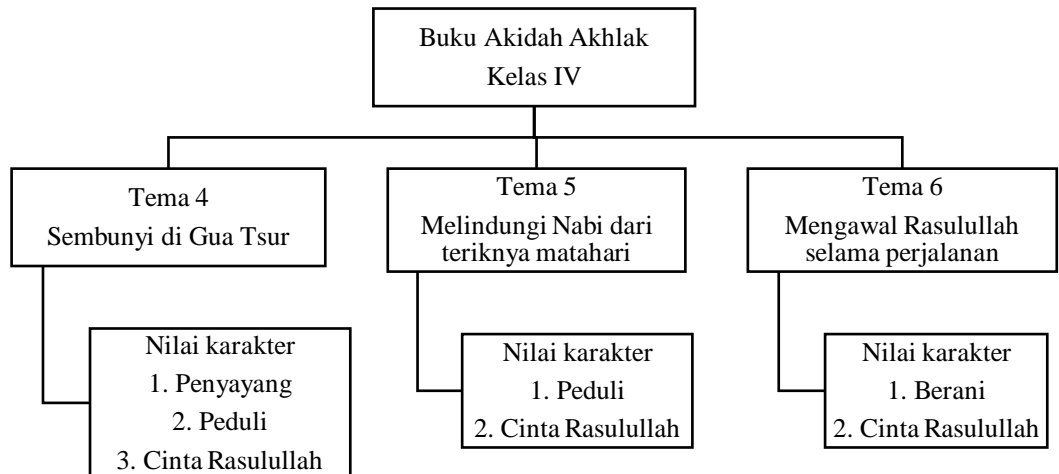 Buku Akidah Akhlak
Kelas IV
Tema 4
Sembunyi di Gua Tsur
Nilai karakter
1. Penyayang
2. Peduli
3. Cinta Rasulullah
Tema 5
Melindungi Nabi dari
teriknya matahari
Nilai karakter
1. Peduli
2. Cinta Rasulullah
Tema 6
Mengawal Rasulullah
selama perjalanan
Nilai karakter
1. Berani
2. Cinta Rasulullah